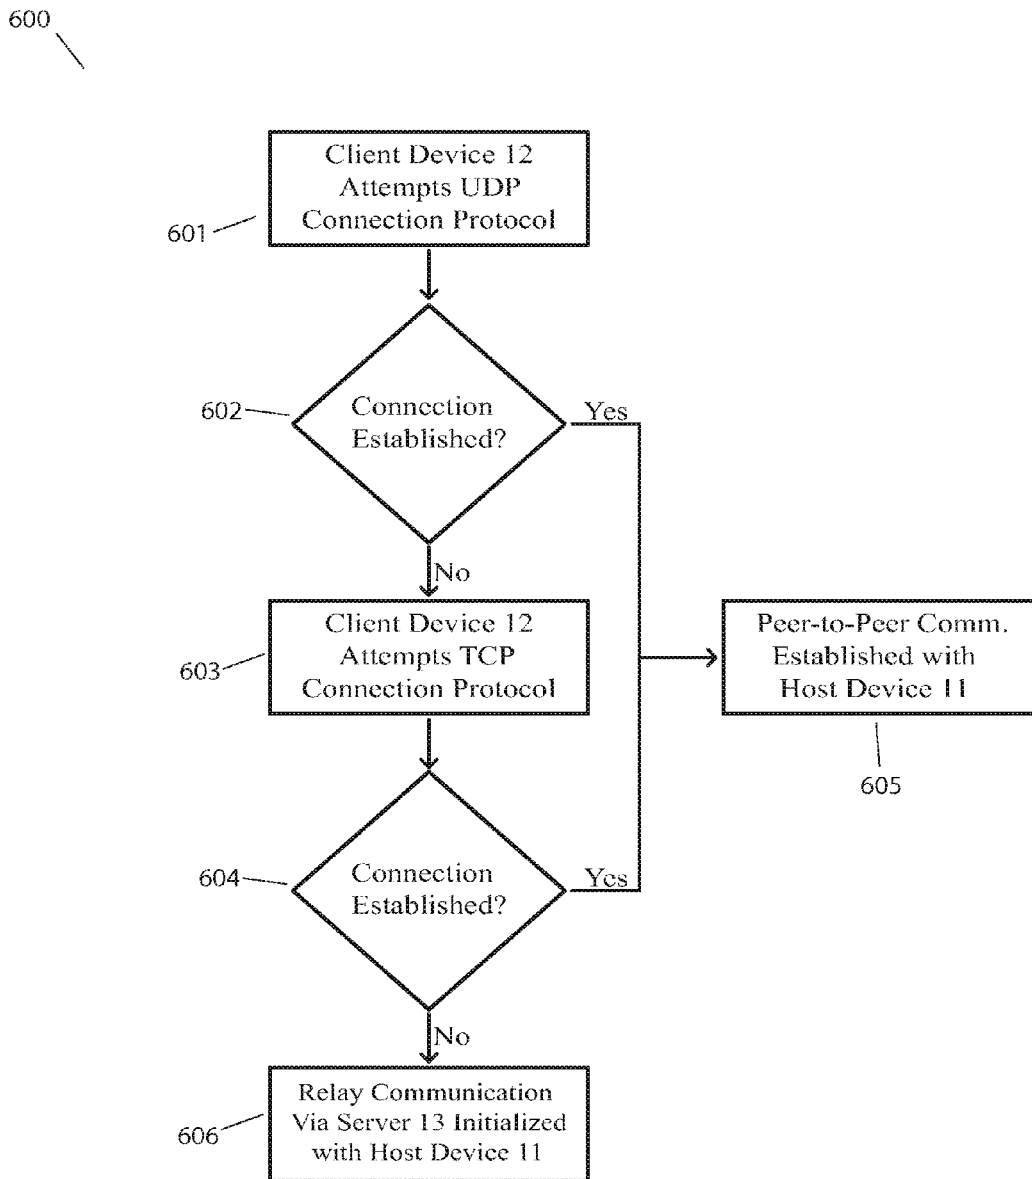 600
Client Device 12
Attempts UDP
Connection Protocol
601
602
Connection
Established?
Yes
No
Client Device 12
Attempts TCP
Connection Protocol
603
Peer-to-Peer Comm.
Established with
Host Device 11
605
604
Connection
Established?
Yes
No
Relay Communication
Via Server 13 Initialized
with Host Device 11
606